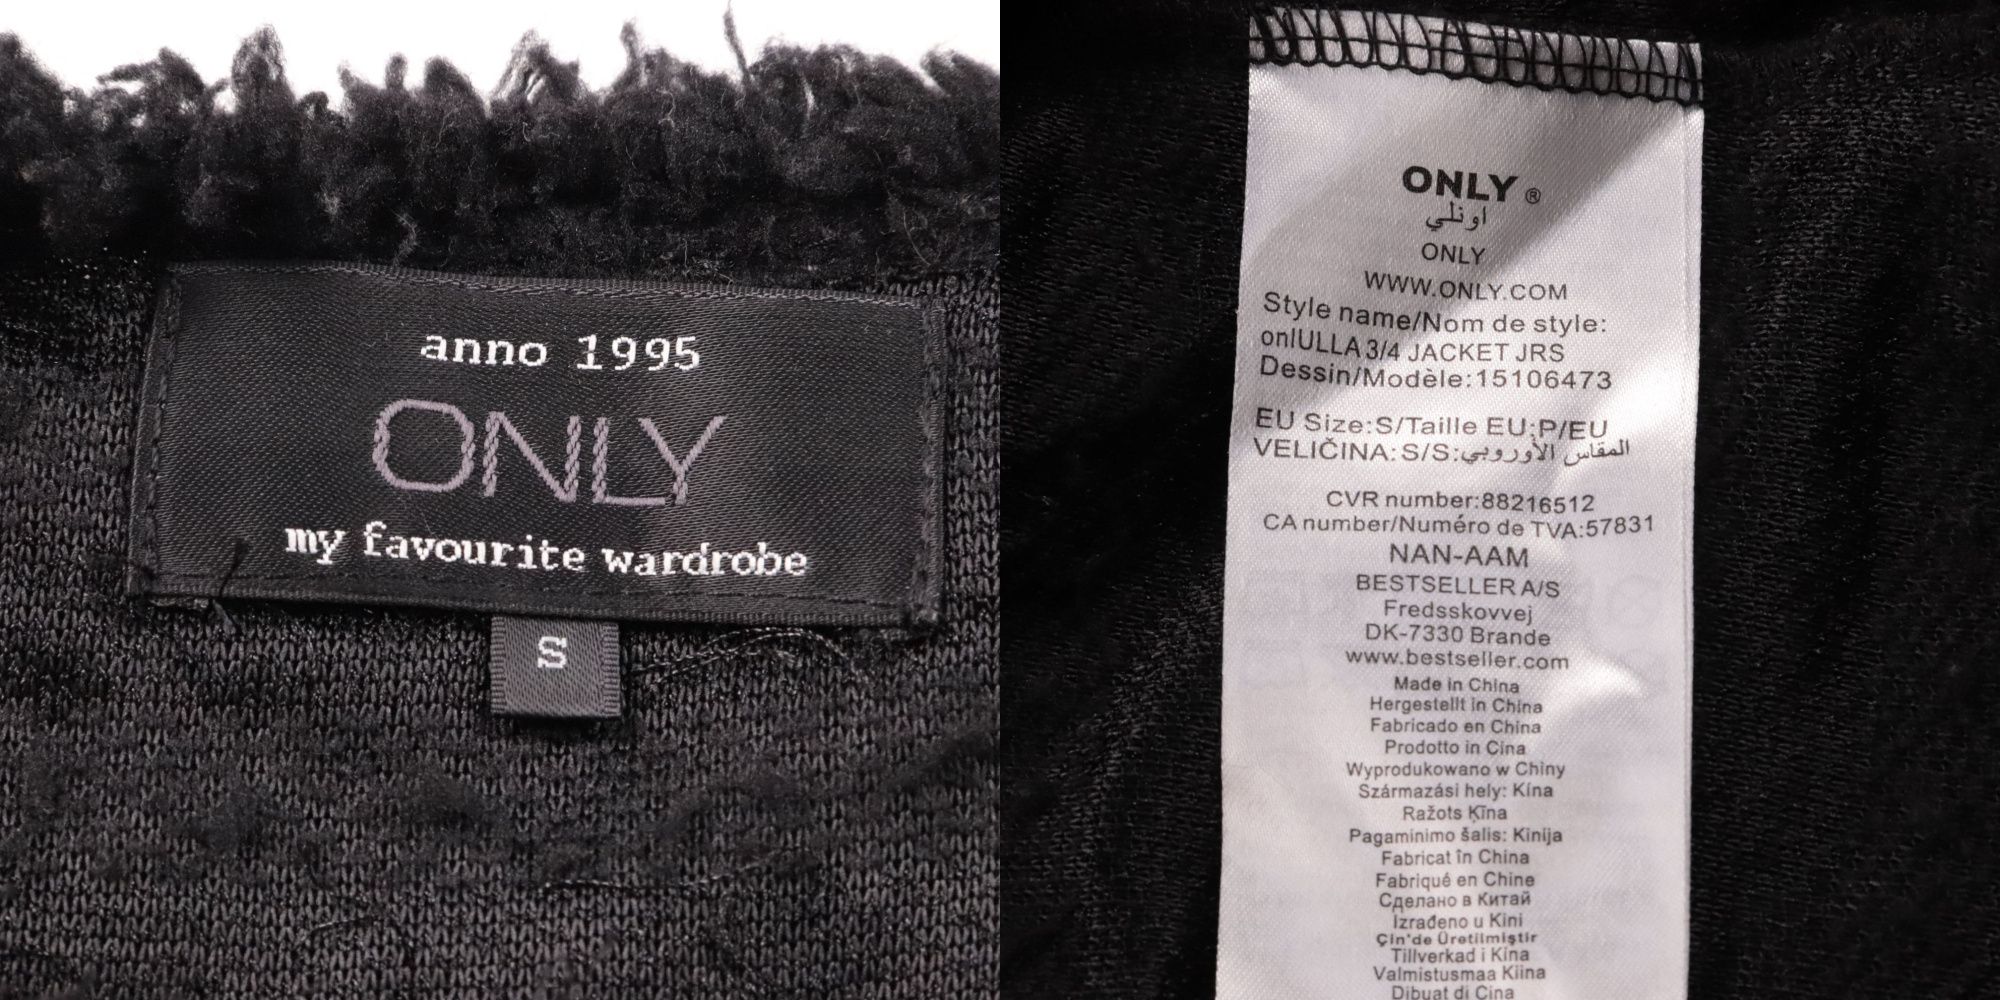 anno 1995
ONLY
my favourite wardrobe
S
ONLY ®
اونلي
ONLY
WWW.ONLY.COM
Style name/Nom de style:
onlULLA 3/4 JACKET JRS
Dessin/Modèle:15106473
EU Size:S/Taille EU:P/EU
VELIČINA:S/S:المقاس الأوروبي
CVR number:88216512
CA number/Numéro de TVA:57831
NAN-AAM
BESTSELLER A/S
Fredsskovvej
DK-7330 Brande
www.bestseller.com
Made in China
Hergestellt in China
Fabricado en China
Prodotto in Cina
Wyprodukowano w Chiny
Származási hely: Kína
Ražots Ķīna
Pagaminimo šalis: Kinija
Fabricat în China
Fabriqué en Chine
Сделано в Китай
Izrađeno u Kini
Çin'de Üretilmiştir
Tillverkad i Kina
Valmistusmaa Kiina
Dibuat di Cina